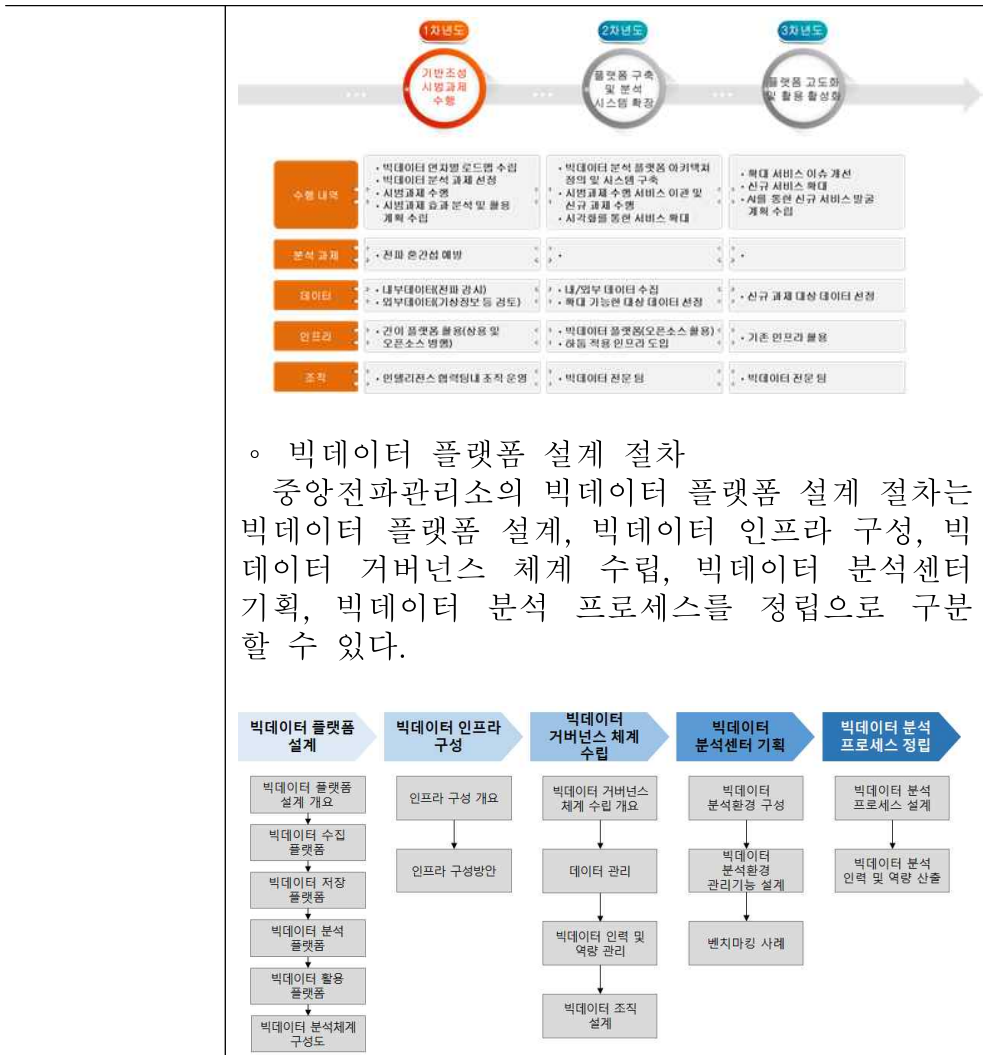 1차년도
2차년도
3차년도
기반조성
시범과제
수행
플랫폼 구축
및 분석
시스템 확장
플랫폼 고도화
및 활용 활성화
수행 내역
• 빅데이터 연차별 로드맵 수립
• 빅데이터 분석 과제 선정
• 시범과제 수행
• 시범과제 효과 분석 및 활용
계획 수립
• 빅데이터 분석 플랫폼 아키텍쳐
정의 및 시스템 구축
• 시범과제 수행 서비스 이관 및
신규 과제 수행
• 시각화를 통한 서비스 확대
• 확대 서비스 이슈 개선
• 신규 서비스 확대
• AI를 통한 신규 서비스 발굴
계획 수립
분석 과제
• 전파 혼간섭 예방
•
•
데이터
• 내부데이터(전파 감시)
• 외부데이터(기상정보 등 검토)
• 내/외부 데이터 수집
• 확대 가능한 대상 데이터 선정
• 신규 과제 대상 데이터 선정
인프라
• 간이 플랫폼 활용(상용 및
오픈소스 병행)
• 빅데이터 플랫폼(오픈소스 활용)
• 하둡 적용 인프라 도입
• 기존 인프라 활용
조직
• 인텔리전스 협력팀내 조직 운영
• 빅데이터 전문 팀
• 빅데이터 전문 팀
◦ 빅데이터 플랫폼 설계 절차
중앙전파관리소의 빅데이터 플랫폼 설계 절차는
빅데이터 플랫폼 설계, 빅데이터 인프라 구성, 빅
데이터 거버넌스 체계 수립, 빅데이터 분석센터
기획, 빅데이터 분석 프로세스를 정립으로 구분
할 수 있다.
빅데이터 플랫폼
설계
빅데이터 인프라
구성
빅데이터
거버넌스 체계
수립
빅데이터
분석센터 기획
빅데이터 분석
프로세스 정립
빅데이터 플랫폼
설계 개요
빅데이터 수집
플랫폼
빅데이터 저장
플랫폼
빅데이터 분석
플랫폼
빅데이터 활용
플랫폼
빅데이터 분석체계
구성도
인프라 구성 개요
인프라 구성방안
빅데이터 거버넌스
체계 수립 개요
데이터 관리
빅데이터 인력 및
역량 관리
빅데이터 조직
설계
빅데이터
분석환경 구성
빅데이터
분석환경
관리기능 설계
벤치마킹 사례
빅데이터 분석
프로세스 설계
빅데이터 분석
인력 및 역량 산출